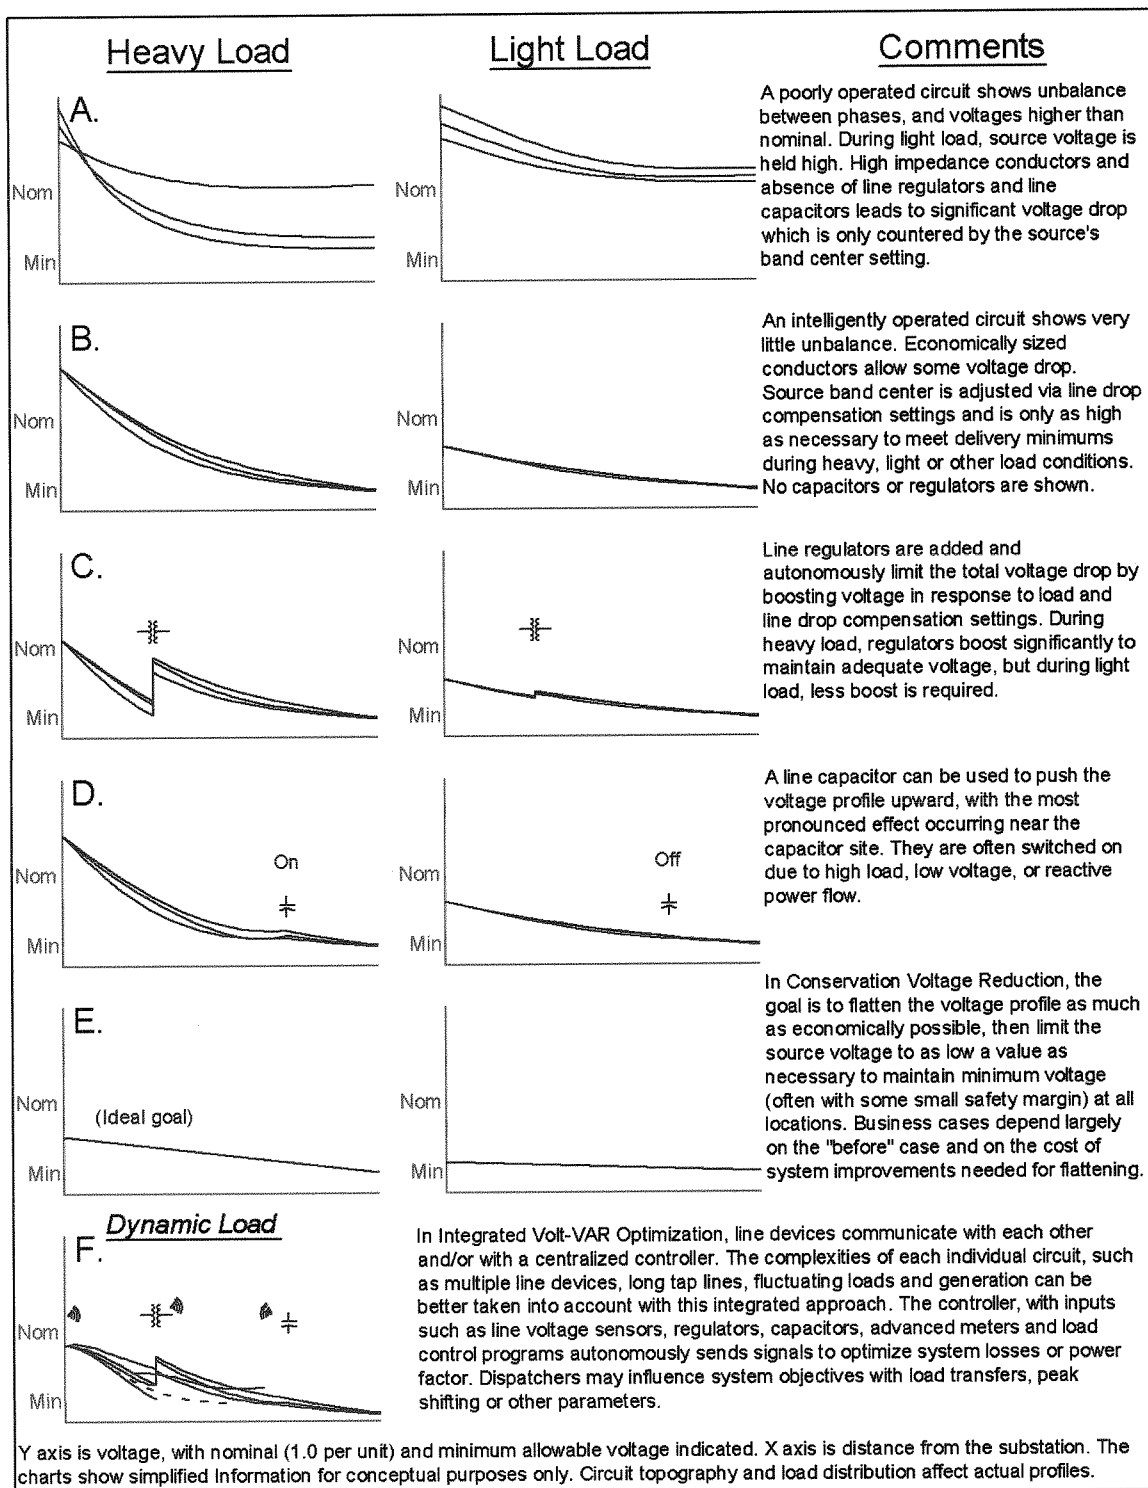 Heavy Load
Light Load
Comments
A.
Nom
Min
Nom
Min
A poorly operated circuit shows unbalance
between phases, and voltages higher than
nominal. During light load, source voltage is
held high. High impedance conductors and
absence of line regulators and line
capacitors leads to significant voltage drop
which is only countered by the source's
band center setting.
B.
Nom
Min
Nom
Min
An intelligently operated circuit shows very
little unbalance. Economically sized
conductors allow some voltage drop.
Source band center is adjusted via line drop
compensation settings and is only as high
as necessary to meet delivery minimums
during heavy, light or other load conditions.
No capacitors or regulators are shown.
C.
Nom
Min
Nom
Min
Line regulators are added and
autonomously limit the total voltage drop by
boosting voltage in response to load and
line drop compensation settings. During
heavy load, regulators boost significantly to
maintain adequate voltage, but during light
load, less boost is required.
D.
Nom
Min
On
Nom
Min
Off
A line capacitor can be used to push the
voltage profile upward, with the most
pronounced effect occurring near the
capacitor site. They are often switched on
due to high load, low voltage, or reactive
power flow.
E.
Nom
Min
(Ideal goal)
Nom
Min
In Conservation Voltage Reduction, the
goal is to flatten the voltage profile as much
as economically possible, then limit the
source voltage to as low a value as
necessary to maintain minimum voltage
(often with some small safety margin) at all
locations. Business cases depend largely
on the "before" case and on the cost of
system improvements needed for flattening.
Dynamic Load
F.
Nom
Min
In Integrated Volt-VAR Optimization, line devices communicate with each other
and/or with a centralized controller. The complexities of each individual circuit, such
as multiple line devices, long tap lines, fluctuating loads and generation can be
better taken into account with this integrated approach. The controller, with inputs
such as line voltage sensors, regulators, capacitors, advanced meters and load
control programs autonomously sends signals to optimize system losses or power
factor. Dispatchers may influence system objectives with load transfers, peak
shifting or other parameters.
Y axis is voltage, with nominal (1.0 per unit) and minimum allowable voltage indicated. X axis is distance from the substation. The
charts show simplified Information for conceptual purposes only. Circuit topography and load distribution affect actual profiles.